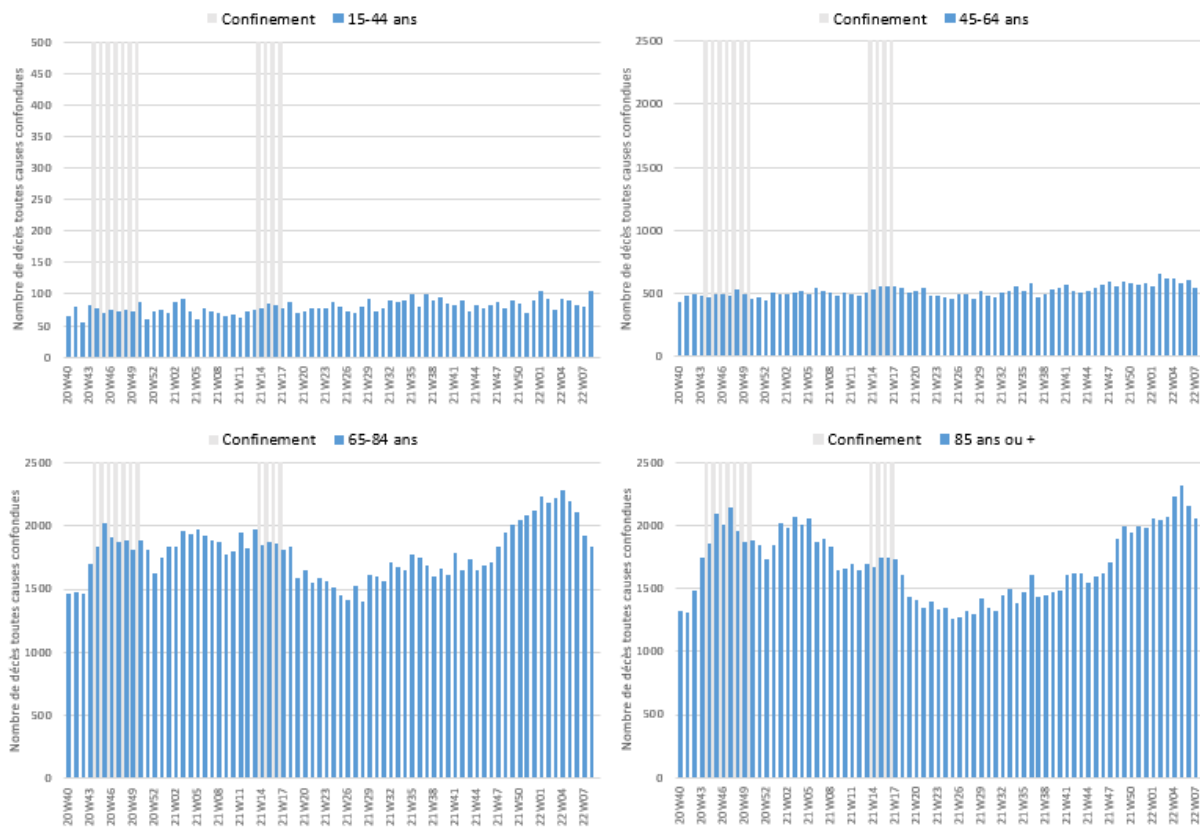 Confinement 15-44 ans
Nombre de décès toutes causes confondues
500
450
400
350
300
250
200
150
100
50
0
20W40 20W43 20W46 20W49 20W52 21W02 21W05 21W08 21W11 21W14 21W17 21W20 21W23 21W26 21W29 21W32 21W35 21W38 21W41 21W44 21W47 21W50 22W01 22W04 22W07
Confinement 45-64 ans
Nombre de décès toutes causes confondues
2500
2000
1500
1000
500
0
20W40 20W43 20W46 20W49 20W52 21W02 21W05 21W08 21W11 21W14 21W17 21W20 21W23 21W26 21W29 21W32 21W35 21W38 21W41 21W44 21W47 21W50 22W01 22W04 22W07
Confinement 65-84 ans
Nombre de décès toutes causes confondues
2500
2000
1500
1000
500
0
20W40 20W43 20W46 20W49 20W52 21W02 21W05 21W08 21W11 21W14 21W17 21W20 21W23 21W26 21W29 21W32 21W35 21W38 21W41 21W44 21W47 21W50 22W01 22W04 22W07
Confinement 85 ans ou +
Nombre de décès toutes causes confondues
2500
2000
1500
1000
500
0
20W40 20W43 20W46 20W49 20W52 21W02 21W05 21W08 21W11 21W14 21W17 21W20 21W23 21W26 21W29 21W32 21W35 21W38 21W41 21W44 21W47 21W50 22W01 22W04 22W07